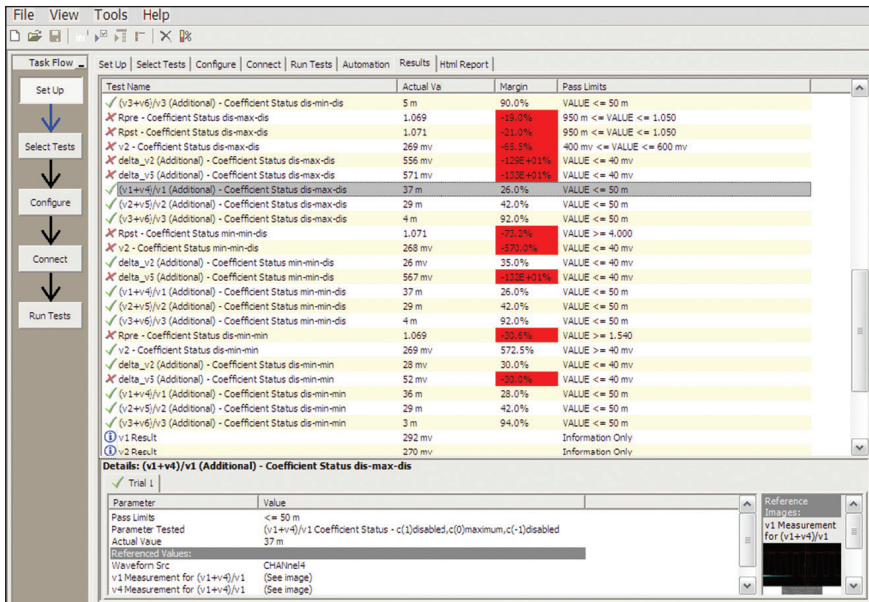 File View Tools Help
Task Flow
Set Up
Select Tests
Configure
Connect
Run Tests
Set Up Select Tests Configure Connect Run Tests Automation Results Html Report
Test Name Actual Va Margin Pass Limits
(v3+v6)/v3 (Additional) - Coefficient Status dis-min-dis 5 m 90.0% VALUE <= 50 m
Rpre - Coefficient Status dis-max-dis 1.069 -19.0% 950 m <= VALUE <= 1.050
Rpst - Coefficient Status dis-max-dis 1.071 -21.0% 950 m <= VALUE <= 1.050
v2 - Coefficient Status dis-max-dis 269 mv -65.5% 400 mv <= VALUE <= 600 mv
delta_v2 (Additional) - Coefficient Status dis-max-dis 556 mv -129E+01% VALUE <= 40 mv
delta_v5 (Additional) - Coefficient Status dis-max-dis 571 mv -133E+01% VALUE <= 40 mv
(v1+v4)/v1 (Additional) - Coefficient Status dis-max-dis 37 m 26.0% VALUE <= 50 m
(v2+v5)/v2 (Additional) - Coefficient Status dis-max-dis 29 m 42.0% VALUE <= 50 m
(v3+v6)/v3 (Additional) - Coefficient Status dis-max-dis 4 m 92.0% VALUE <= 50 m
Rpst - Coefficient Status min-min-dis 1.071 -73.2% VALUE >= 4.000
v2 - Coefficient Status min-min-dis 268 mv -570.0% VALUE <= 40 mv
delta_v2 (Additional) - Coefficient Status min-min-dis 26 mv 35.0% VALUE <= 40 mv
delta_v5 (Additional) - Coefficient Status min-min-dis 567 mv -132E+01% VALUE <= 40 mv
(v1+v4)/v1 (Additional) - Coefficient Status min-min-dis 37 m 26.0% VALUE <= 50 m
(v2+v5)/v2 (Additional) - Coefficient Status min-min-dis 29 m 42.0% VALUE <= 50 m
(v3+v6)/v3 (Additional) - Coefficient Status min-min-dis 4 m 92.0% VALUE <= 50 m
Rpre - Coefficient Status dis-min-min 1.069 -30.6% VALUE >= 1.540
v2 - Coefficient Status dis-min-min 269 mv 572.5% VALUE >= 40 mv
delta_v2 (Additional) - Coefficient Status dis-min-min 28 mv 30.0% VALUE <= 40 mv
delta_v5 (Additional) - Coefficient Status dis-min-min 52 mv -30.0% VALUE <= 40 mv
(v1+v4)/v1 (Additional) - Coefficient Status dis-min-min 36 m 28.0% VALUE <= 50 m
(v2+v5)/v2 (Additional) - Coefficient Status dis-min-min 29 m 42.0% VALUE <= 50 m
(v3+v6)/v3 (Additional) - Coefficient Status dis-min-min 3 m 94.0% VALUE <= 50 m
v1 Result 292 mv Information Only
v2 Result 270 mv Information Only
Details: (v1+v4)/v1 (Additional) - Coefficient Status dis-max-dis
Trial 1
Parameter Value
Pass Limits <= 50 m
Parameter Tested (v1+v4)/v1 Coefficient Status - c(1)disabled,c(0)maximum,c(-1)disabled
Actual Vaue 37 m
Referenced Values:
Waveforn Src CHANnel4
v1 Measurement for (v1+v4)/v1 (See image)
v4 Measurement for (v1+v4)/v1 (See image)
Reference
Images:
v1 Measurement
for (v1+v4)/v1